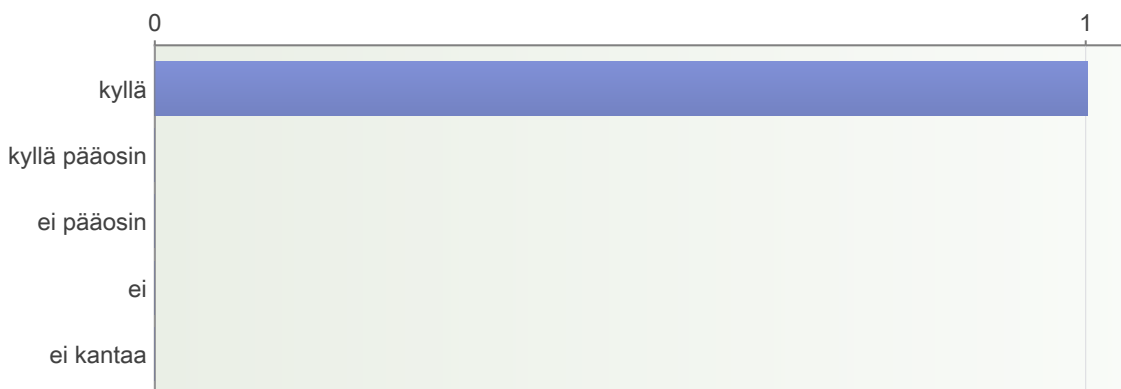 0 1
kyllä
kyllä pääosin
ei pääosin
ei
ei kantaa